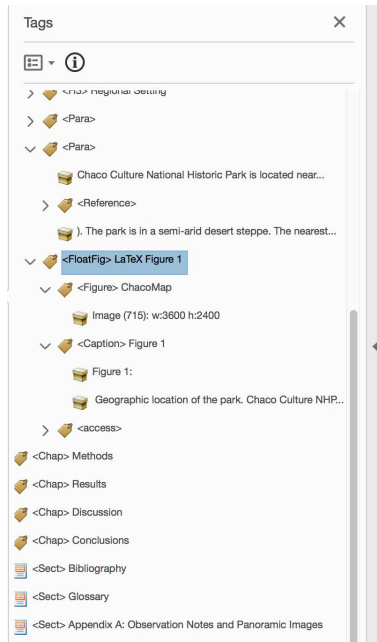 Tags
<H3> Regional Setting
<Para>
<Para>
Chaco Culture National Historic Park is located near...
<Reference>
). The park is in a semi-arid desert steppe. The nearest...
<FloatFig> LaTeX Figure 1
<Figure> ChacoMap
Image (715): w:3600 h:2400
<Caption> Figure 1
Figure 1:
Geographic location of the park. Chaco Culture NHP...
<access>
<Chap> Methods
<Chap> Results
<Chap> Discussion
<Chap> Conclusions
<Sect> Bibliography
<Sect> Glossary
<Sect> Appendix A: Observation Notes and Panoramic Images